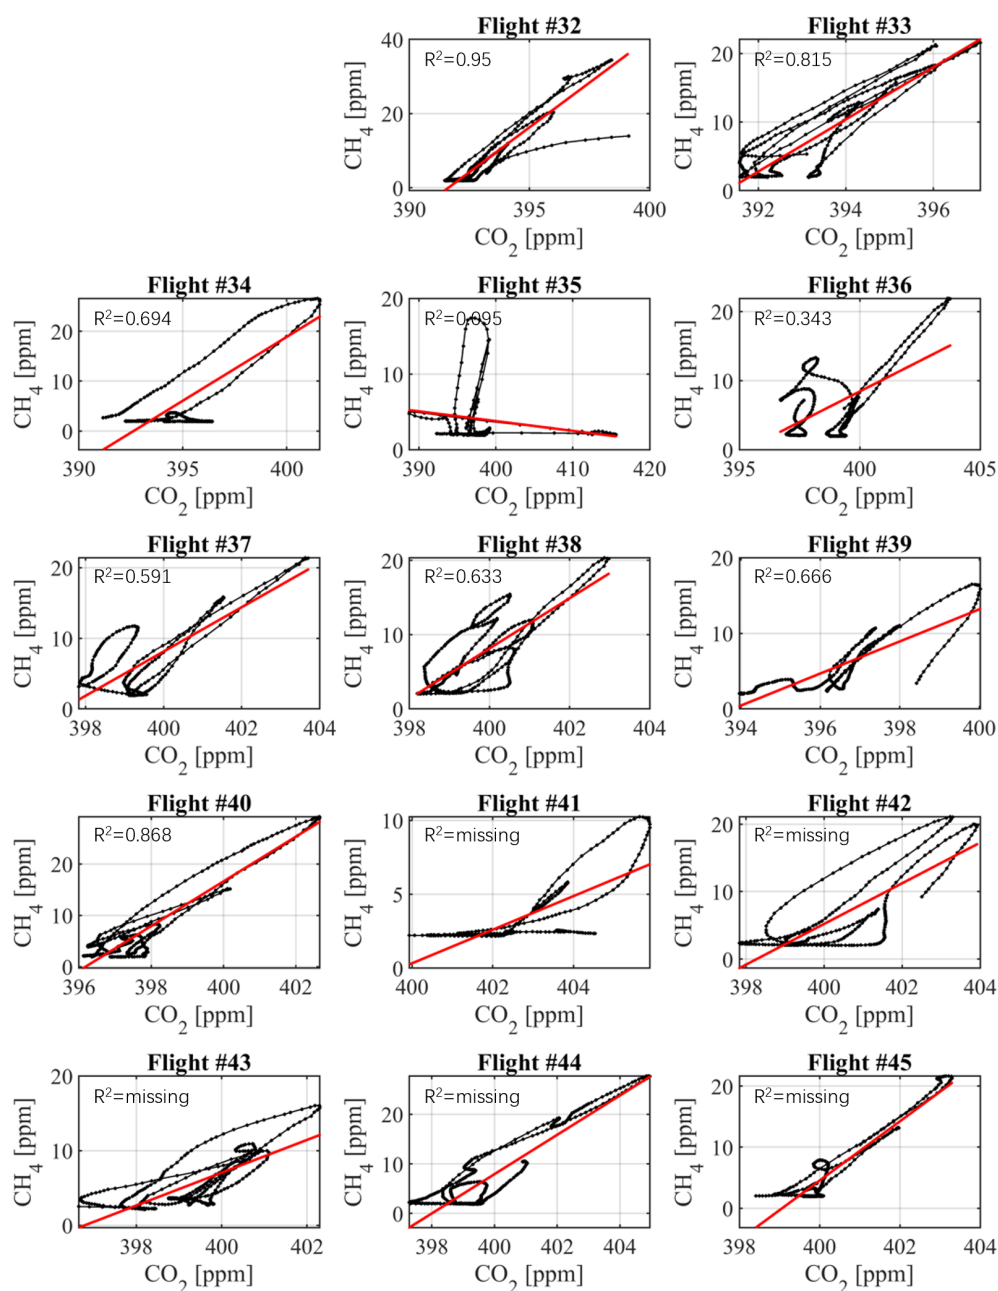 Flight #32
R²=0.95
CH₄ [ppm]
40
20
0
390 395 400
CO₂ [ppm]
Flight #33
R²=0.815
CH₄ [ppm]
20
10
0
392 394 396
CO₂ [ppm]
Flight #34
R²=0.694
CH₄ [ppm]
20
10
0
390 395 400
CO₂ [ppm]
Flight #35
R²=0.095
CH₄ [ppm]
20
10
0
390 400 410 420
CO₂ [ppm]
Flight #36
R²=0.343
CH₄ [ppm]
20
10
0
395 400 405
CO₂ [ppm]
Flight #37
R²=0.591
CH₄ [ppm]
20
10
0
398 400 402 404
CO₂ [ppm]
Flight #38
R²=0.633
CH₄ [ppm]
20
10
0
398 400 402 404
CO₂ [ppm]
Flight #39
R²=0.666
CH₄ [ppm]
20
10
0
394 396 398 400
CO₂ [ppm]
Flight #40
R²=0.868
CH₄ [ppm]
20
10
0
396 398 400 402
CO₂ [ppm]
Flight #41
R²=missing
CH₄ [ppm]
10
5
0
400 402 404
CO₂ [ppm]
Flight #42
R²=missing
CH₄ [ppm]
20
10
0
398 400 402 404
CO₂ [ppm]
Flight #43
R²=missing
CH₄ [ppm]
20
10
0
398 400 402
CO₂ [ppm]
Flight #44
R²=missing
CH₄ [ppm]
20
10
0
398 400 402 404
CO₂ [ppm]
Flight #45
R²=missing
CH₄ [ppm]
20
10
0
398 400 402 404
CO₂ [ppm]